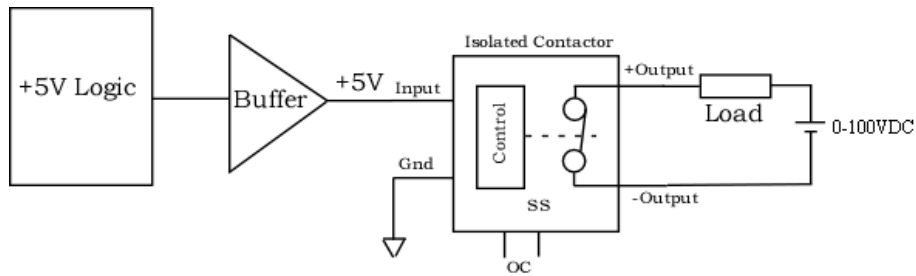 Isolated Contactor
+5V Logic
Buffer
+5V
Input
+Output
Load
0-100VDC
Control
Gnd
-Output
SS
OC